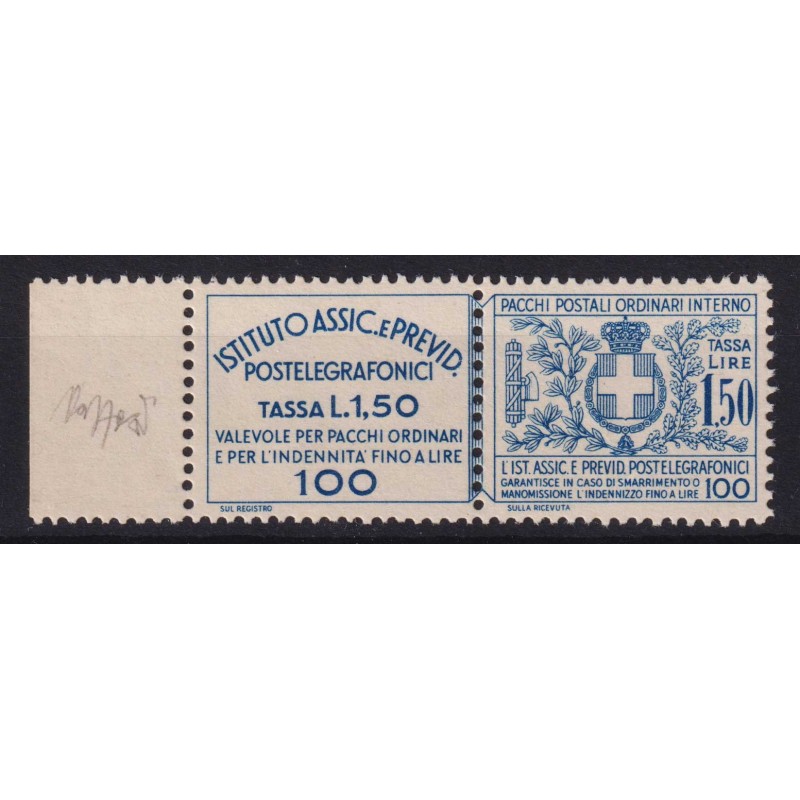 ISTITUTO ASSIC. E PREVID.
POSTELEGRAFONICI
TASSA L. 1,50
VALEVOLE PER PACCHI ORDINARI
E PER L'INDENNITA' FINO A LIRE
100
SUL REGISTRO
PACCHI POSTALI ORDINARI INTERNO
TASSA
LIRE
1,50
L'IST. ASSIC. E PREVID. POSTELEGRAFONICI
GARANTISCE IN CASO DI SMARRIMENTO O
MANOMISSIONE L'INDENNIZZO FINO A LIRE 100
SULLA RICEVUTA